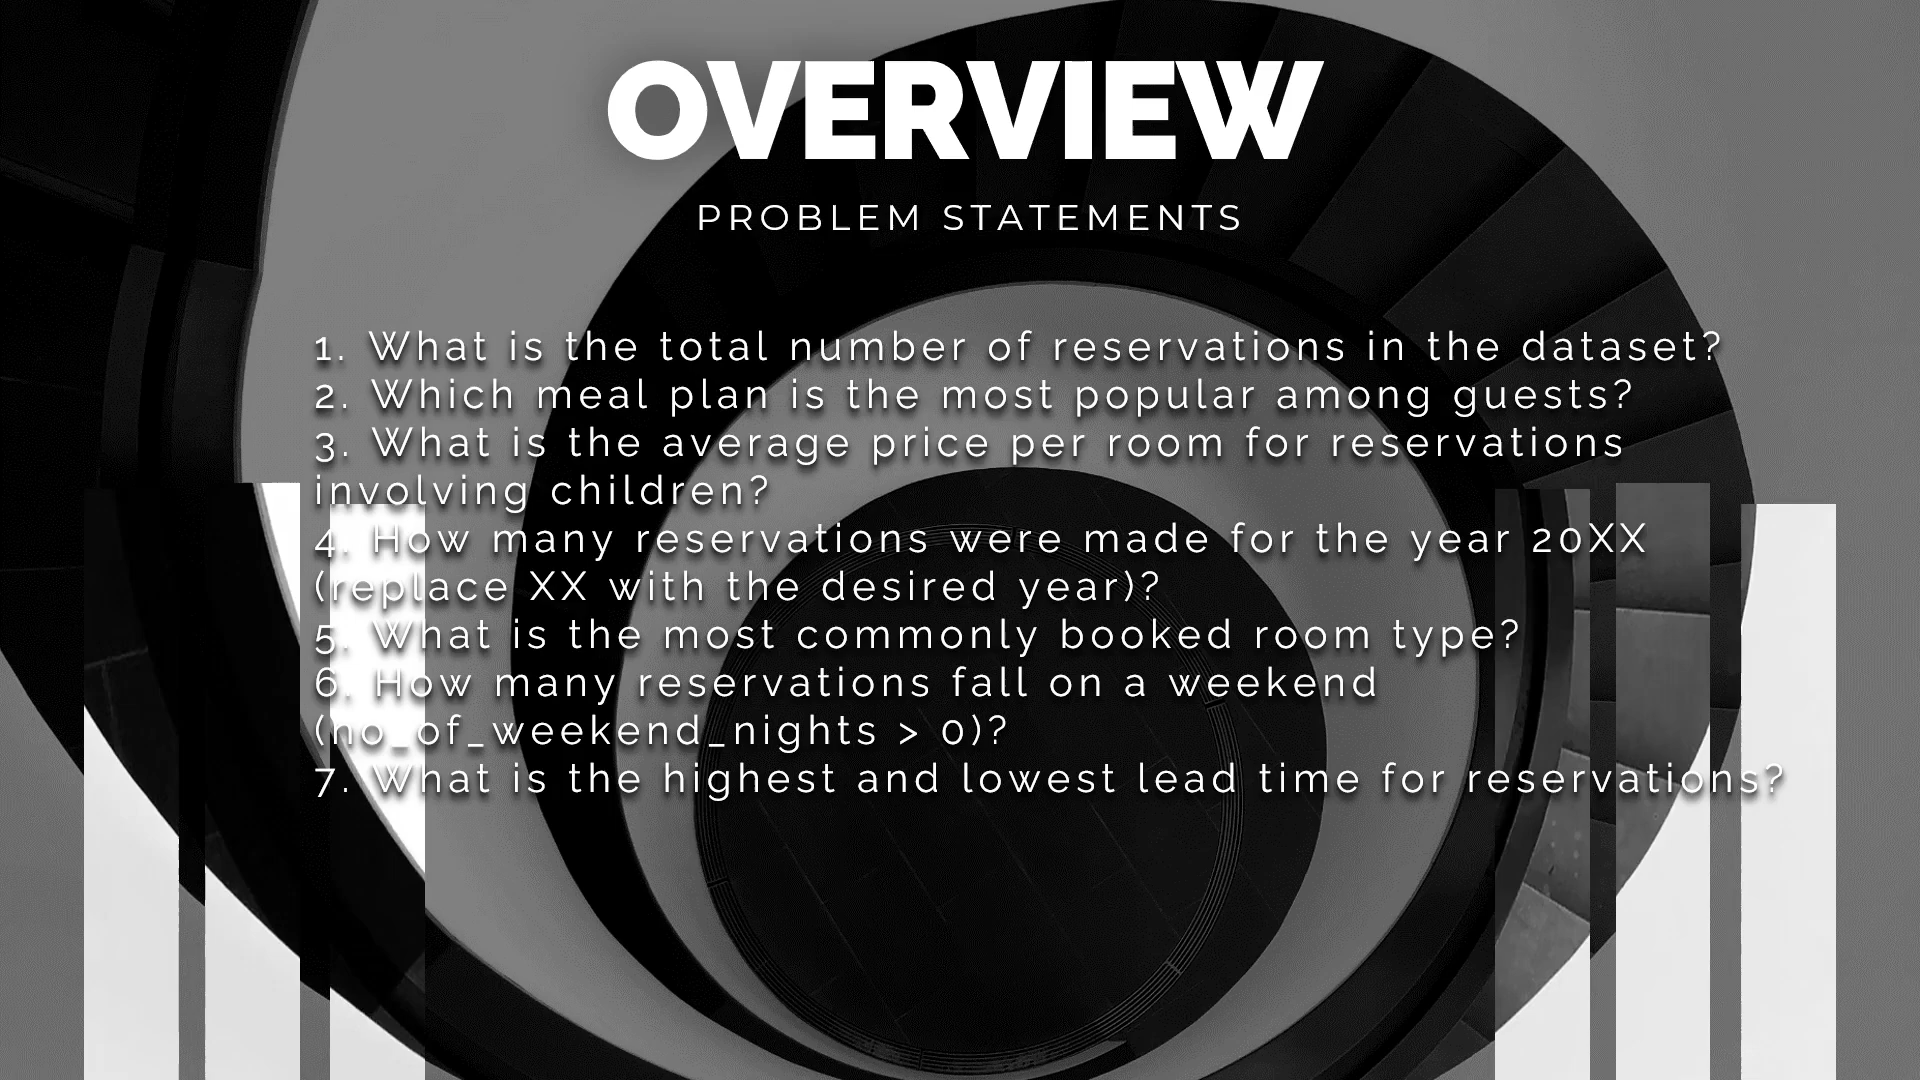 OVERVIEW
PROBLEM STATEMENTS
1. What is the total number of reservations in the dataset?
2. Which meal plan is the most popular among guests?
3. What is the average price per room for reservations
involving children?
4. How many reservations were made for the year 20XX
(replace XX with the desired year)?
5. What is the most commonly booked room type?
6. How many reservations fall on a weekend
(no_of_weekend_nights > 0)?
7. What is the highest and lowest lead time for reservations?